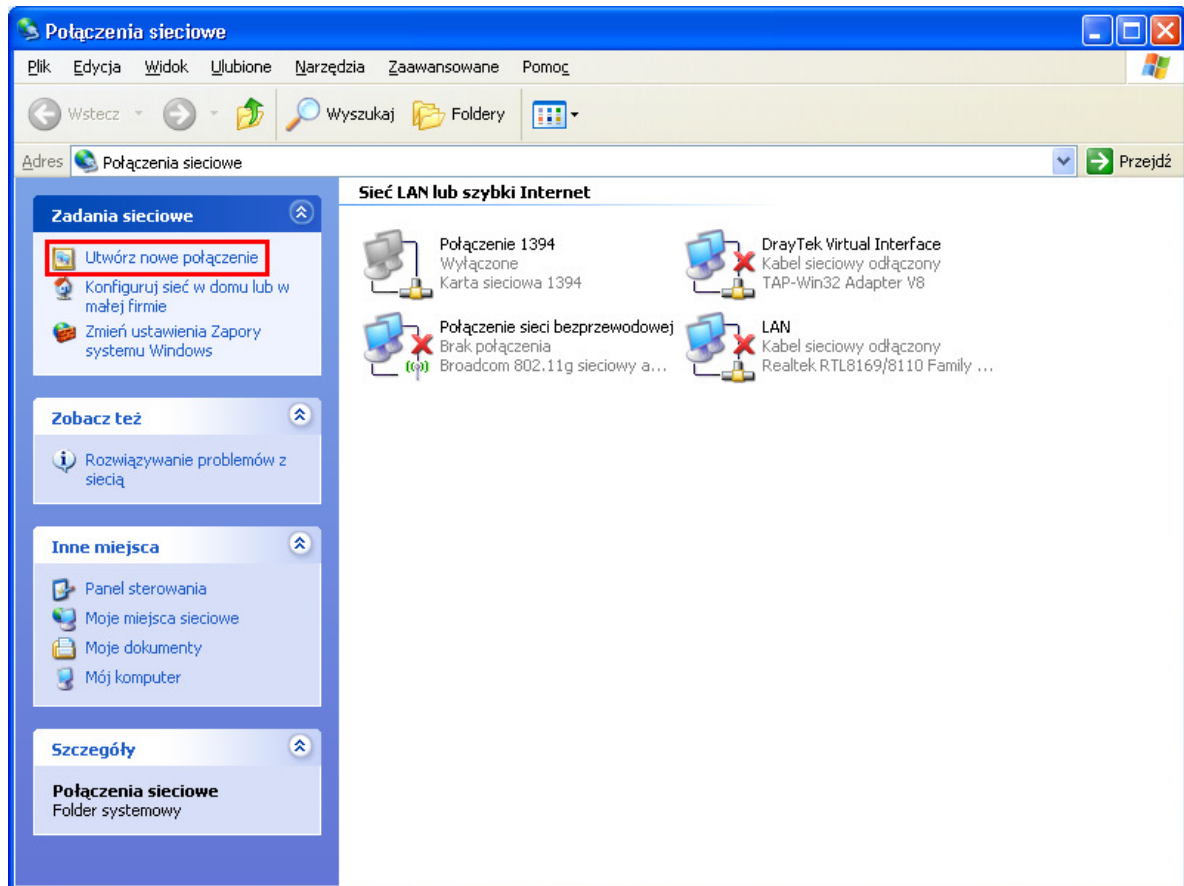 Połączenia sieciowe
Plik Edycja Widok Ulubione Narzędzia Zaawansowane Pomoc
Wstecz Wyszukaj Foldery
Adres Połączenia sieciowe Przejdź
Zadania sieciowe
Utwórz nowe połączenie
Konfiguruj sieć w domu lub w
małej firmie
Zmień ustawienia Zapory
systemu Windows
Zobacz też
Rozwiązywanie problemów z
siecią
Inne miejsca
Panel sterowania
Moje miejsca sieciowe
Moje dokumenty
Mój komputer
Szczegóły
Połączenia sieciowe
Folder systemowy
Sieć LAN lub szybki Internet
Połączenie 1394
Wyłączone
Karta sieciowa 1394
DrayTek Virtual Interface
Kabel sieciowy odłączony
TAP-Win32 Adapter V8
Połączenie sieci bezprzewodowej
Brak połączenia
Broadcom 802.11g sieciowy a...
LAN
Kabel sieciowy odłączony
Realtek RTL8169/8110 Family ...